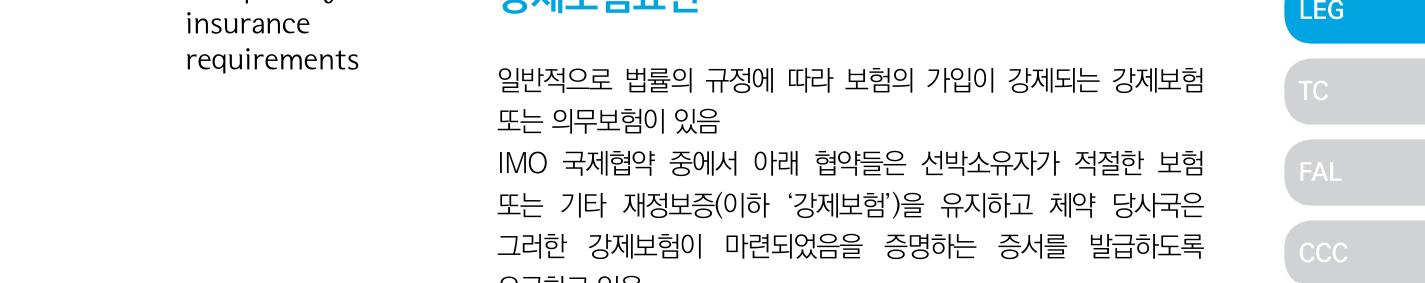 insurance
requirements
강제보험요건
일반적으로 법률의 규정에 따라 보험의 가입이 강제되는 강제보험
또는 의무보험이 있음
IMO 국제협약 중에서 아래 협약들은 선박소유자가 적절한 보험
또는 기타 재정보증(이하 ‘강제보험’)을 유지하고 체약 당사국은
그러한 강제보험이 마련되었음을 증명하는 증서를 발급하도록
LEG
TC
FAL
CCC